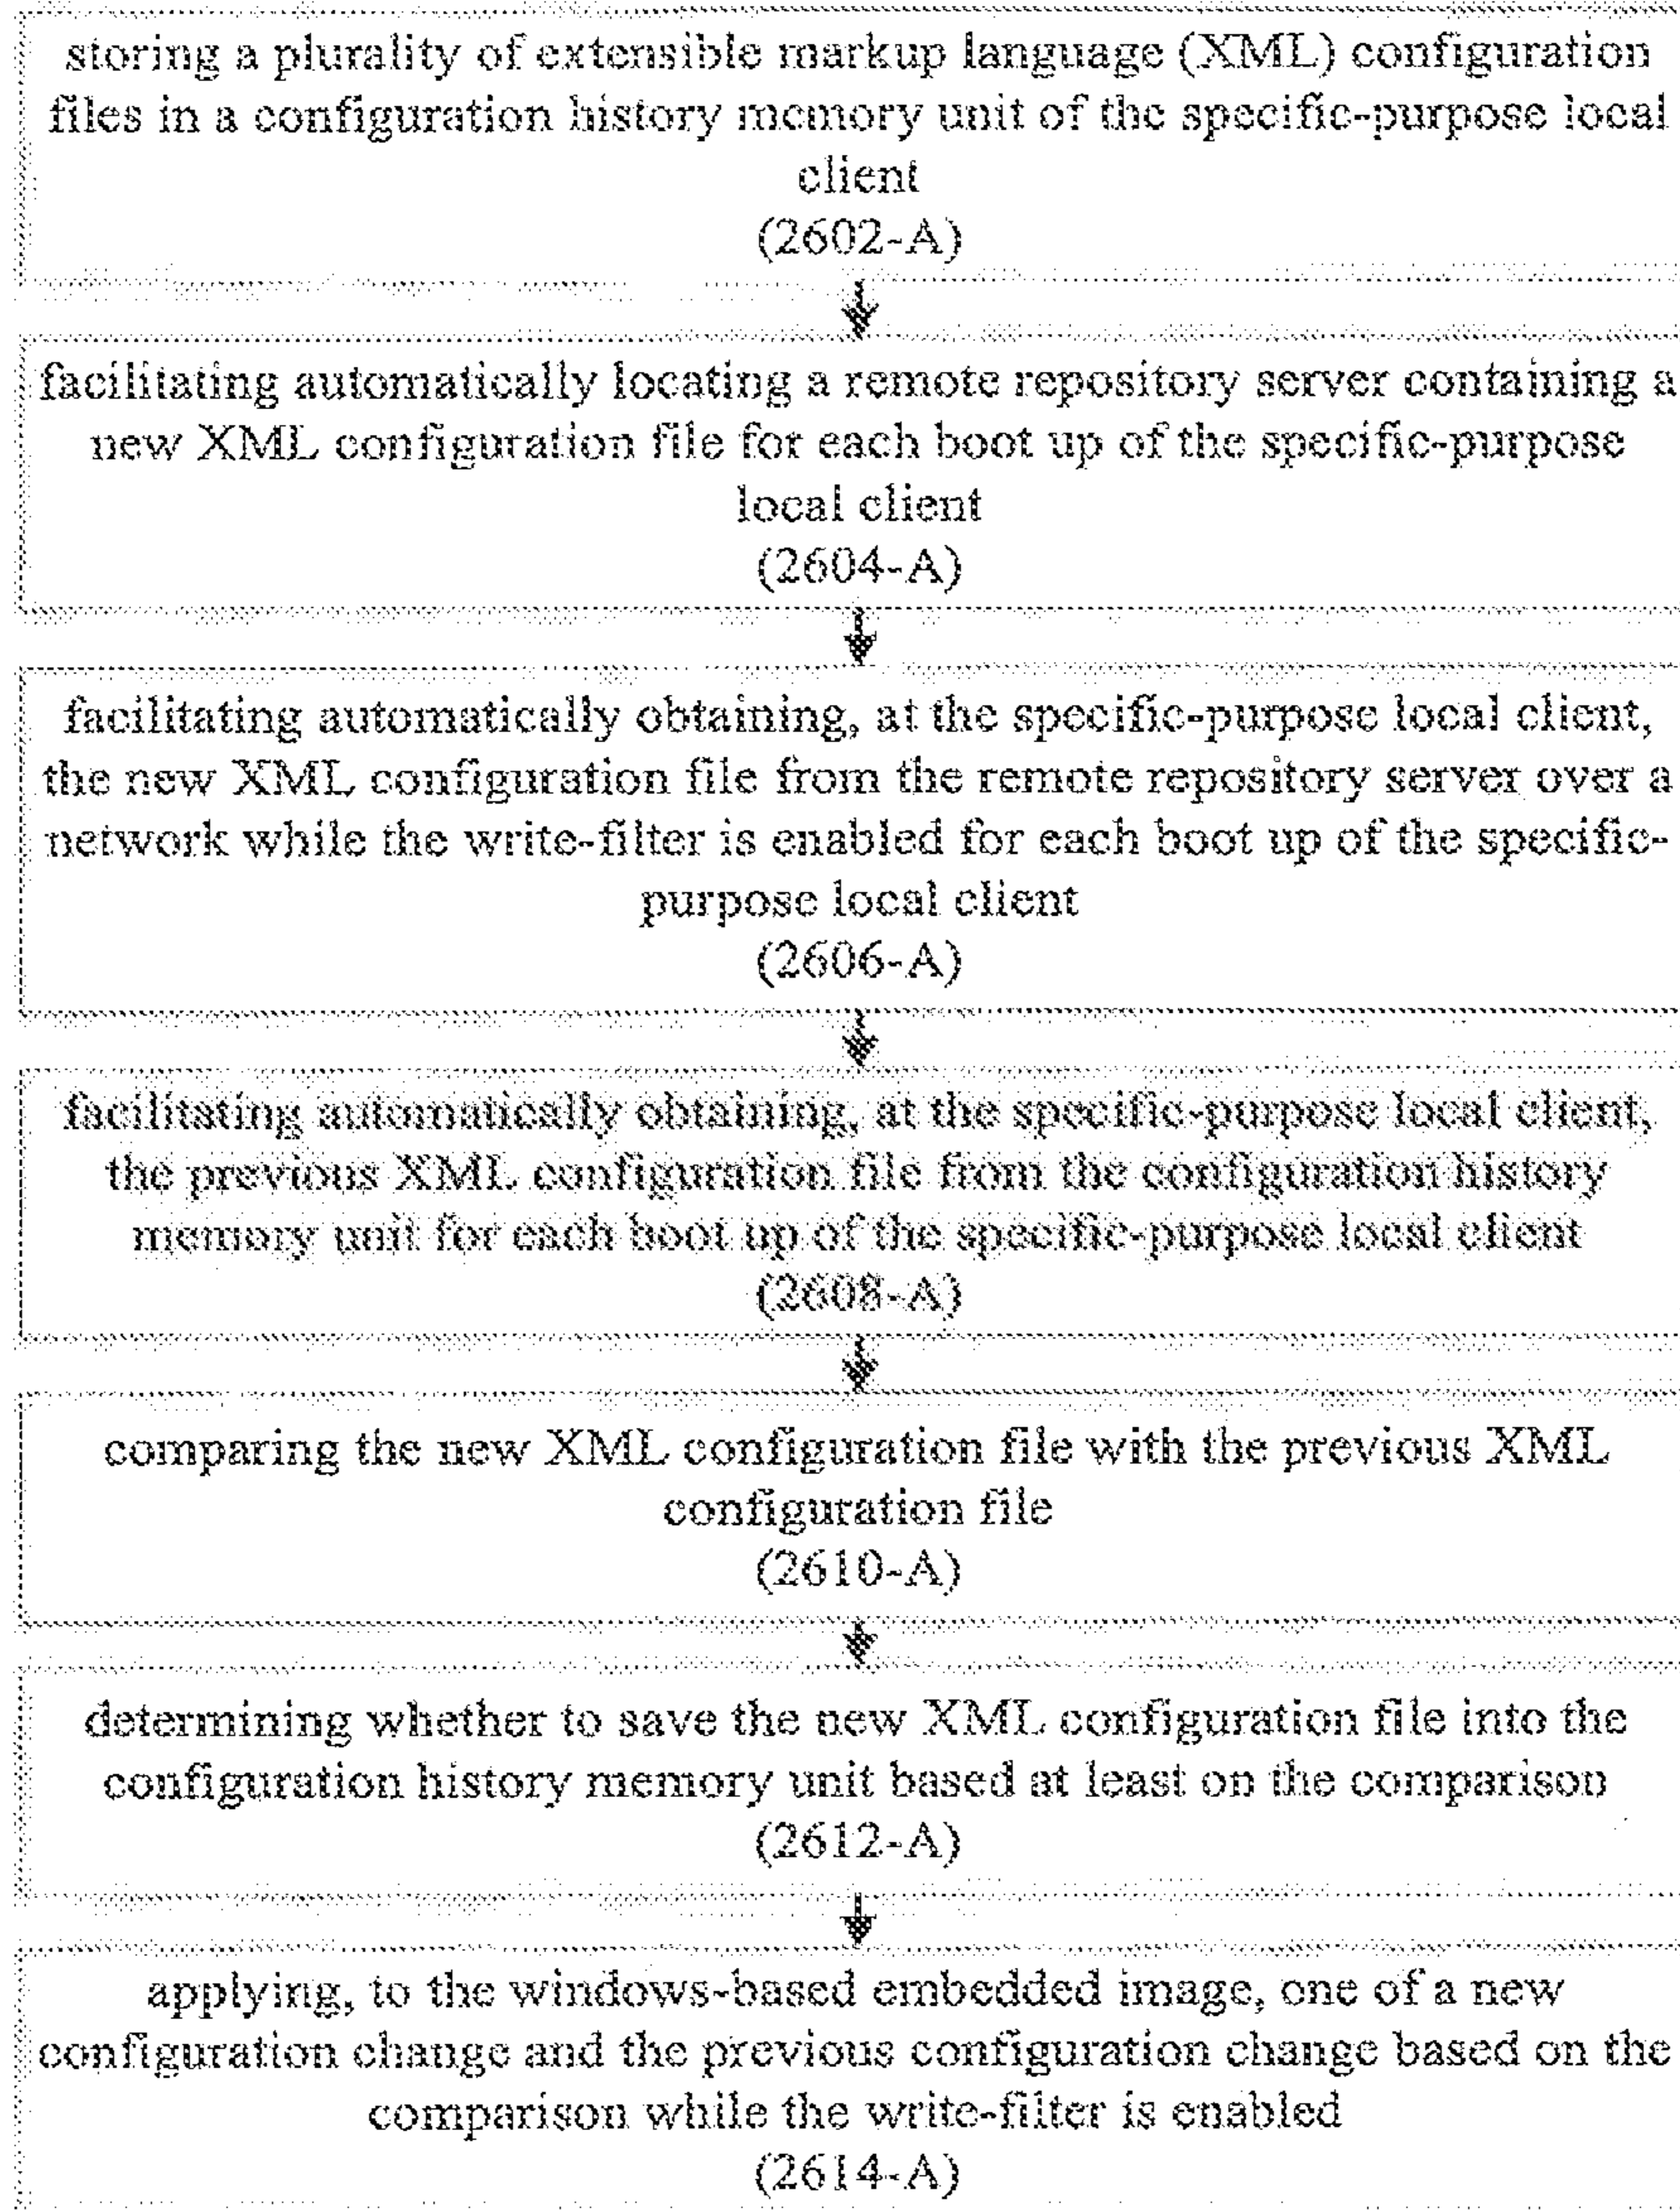 storing a plurality of extensible markup language (XML) configuration
files in a configuration history memory unit of the specific-purpose local
client
(2602-A)
facilitating automatically locating a remote repository server containing a
new XML configuration file for each boot up of the specific-purpose
local client
(2604-A)
facilitating automatically obtaining, at the specific-purpose local client,
the new XML configuration file from the remote repository server over a
network while the write-filter is enabled for each boot up of the specific-
purpose local client
(2606-A)
facilitating automatically obtaining, at the specific-purpose local client,
the previous XML configuration file from the configuration history
memory unit for each boot up of the specific-purpose local client
(2608-A)
comparing the new XML configuration file with the previous XML
configuration file
(2610-A)
determining whether to save the new XML configuration file into the
configuration history memory unit based at least on the comparison
(2612-A)
applying, to the windows-based embedded image, one of a new
configuration change and the previous configuration change based on the
comparison while the write-filter is enabled
(2614-A)